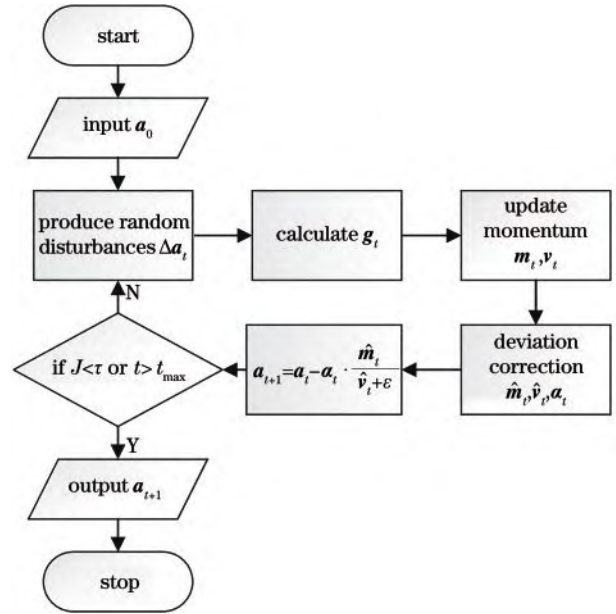 start
input a₀
produce random
disturbances Δaₜ
calculate gₜ
update
momentum
mₜ,vₜ
deviation
correction
m̂ₜ,v̂ₜ,αₜ
aₜ₊₁=aₜ−αₜ · m̂ₜ/(v̂ₜ+ε)
N
if J<τ or t> t_max
Y
output aₜ₊₁
stop